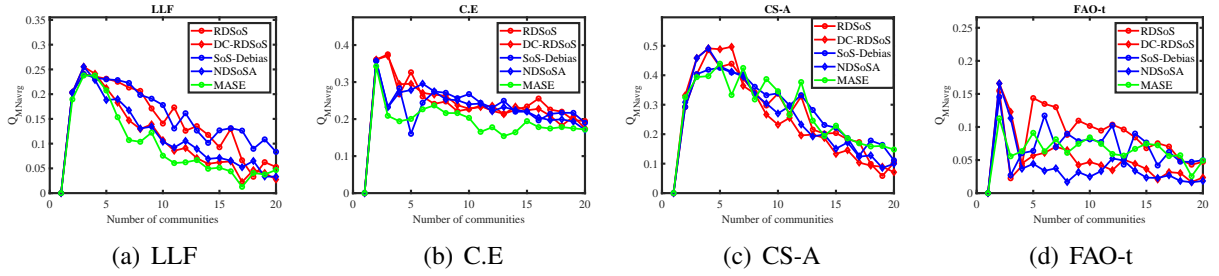 LLF
Q_MNavrg
0.35
0.3
0.25
0.2
0.15
0.1
0.05
0
0 5 10 15 20
Number of communities
RDSoS
DC-RDSoS
SoS-Debias
NDSoSA
MASE
(a) LLF
C.E
Q_MNavrg
0.4
0.3
0.2
0.1
0
0 5 10 15 20
Number of communities
RDSoS
DC-RDSoS
SoS-Debias
NDSoSA
MASE
(b) C.E
CS-A
Q_MNavrg
0.5
0.4
0.3
0.2
0.1
0
0 5 10 15 20
Number of communities
RDSoS
DC-RDSoS
SoS-Debias
NDSoSA
MASE
(c) CS-A
FAO-t
Q_MNavrg
0.25
0.2
0.15
0.1
0.05
0
0 5 10 15 20
Number of communities
RDSoS
DC-RDSoS
SoS-Debias
NDSoSA
MASE
(d) FAO-t